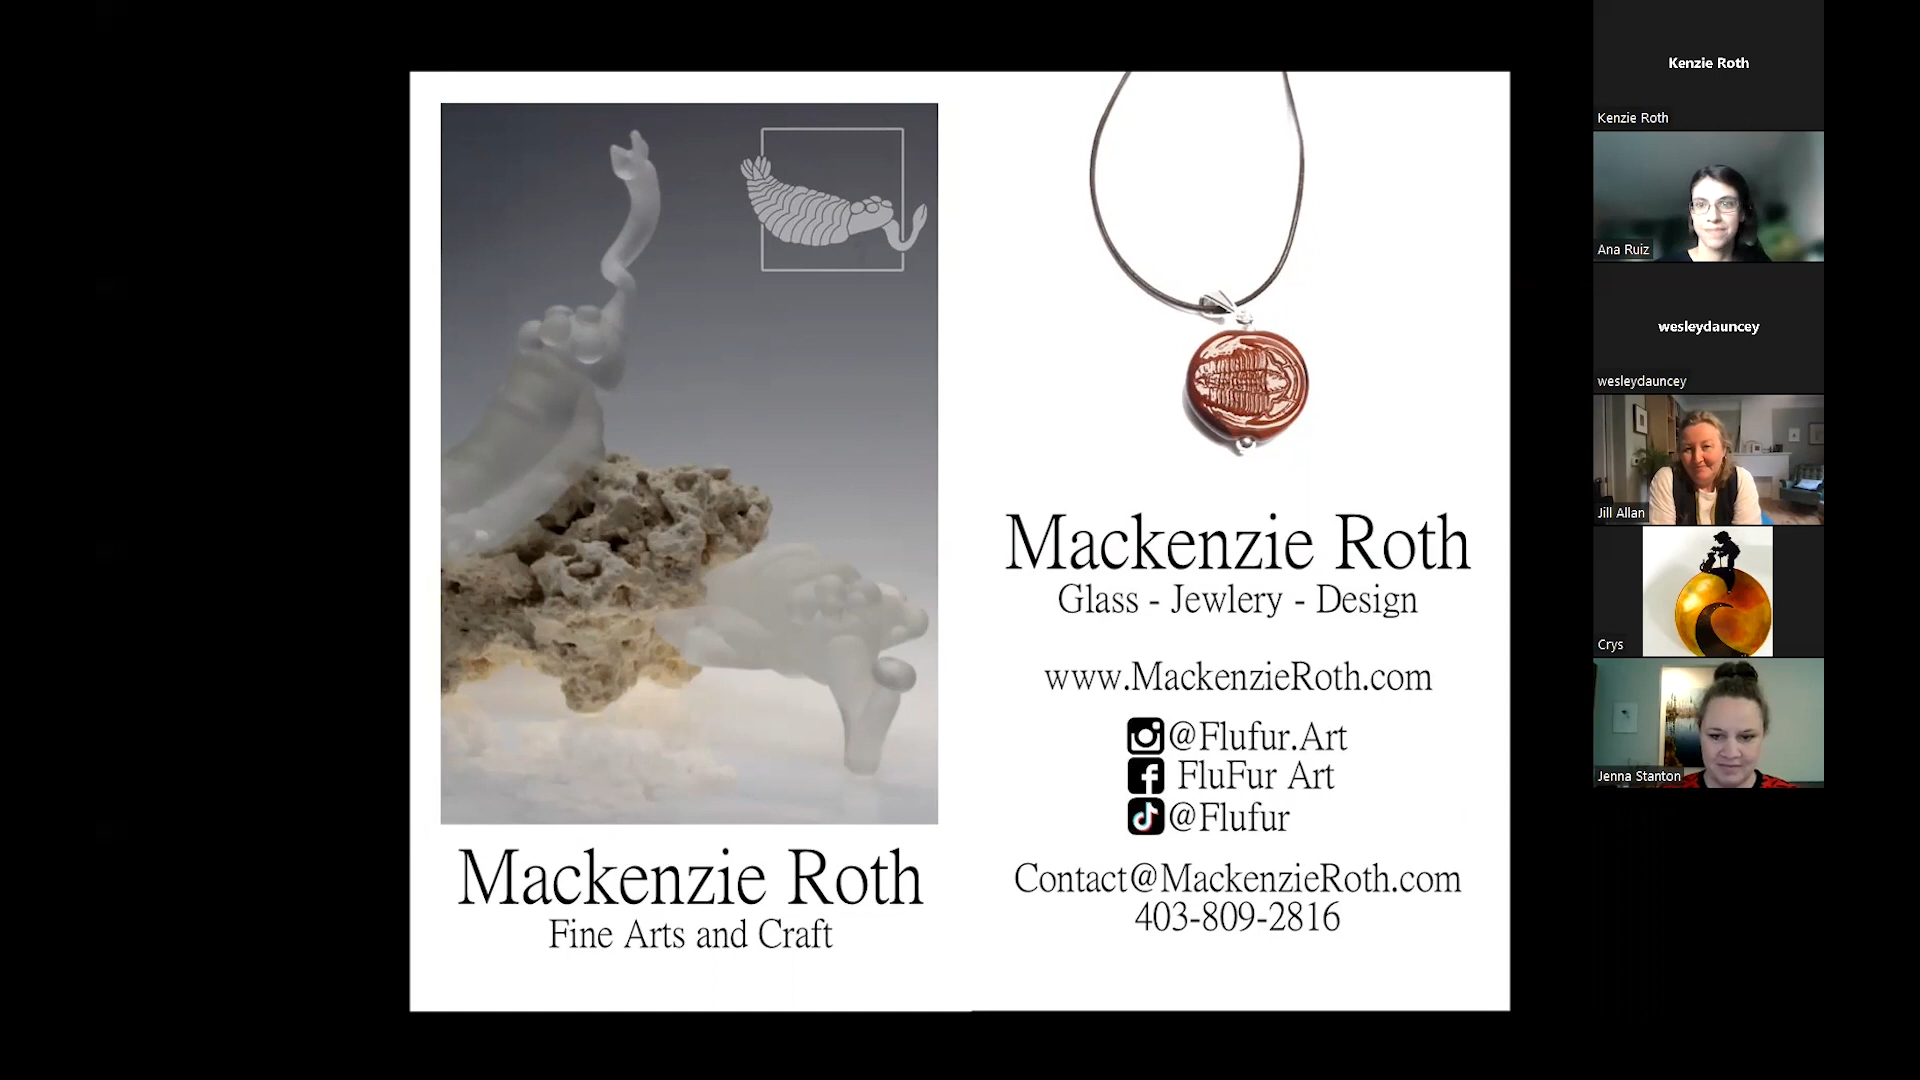 Mackenzie Roth
Fine Arts and Craft
Mackenzie Roth
Glass - Jewlery - Design
www.MackenzieRoth.com
@Flufur.Art
FluFur Art
@Flufur
Contact@MackenzieRoth.com
403-809-2816
Kenzie Roth
Kenzie Roth
Ana Ruiz
wesleydauncey
wesleydauncey
Jill Allan
Crys
Jenna Stanton